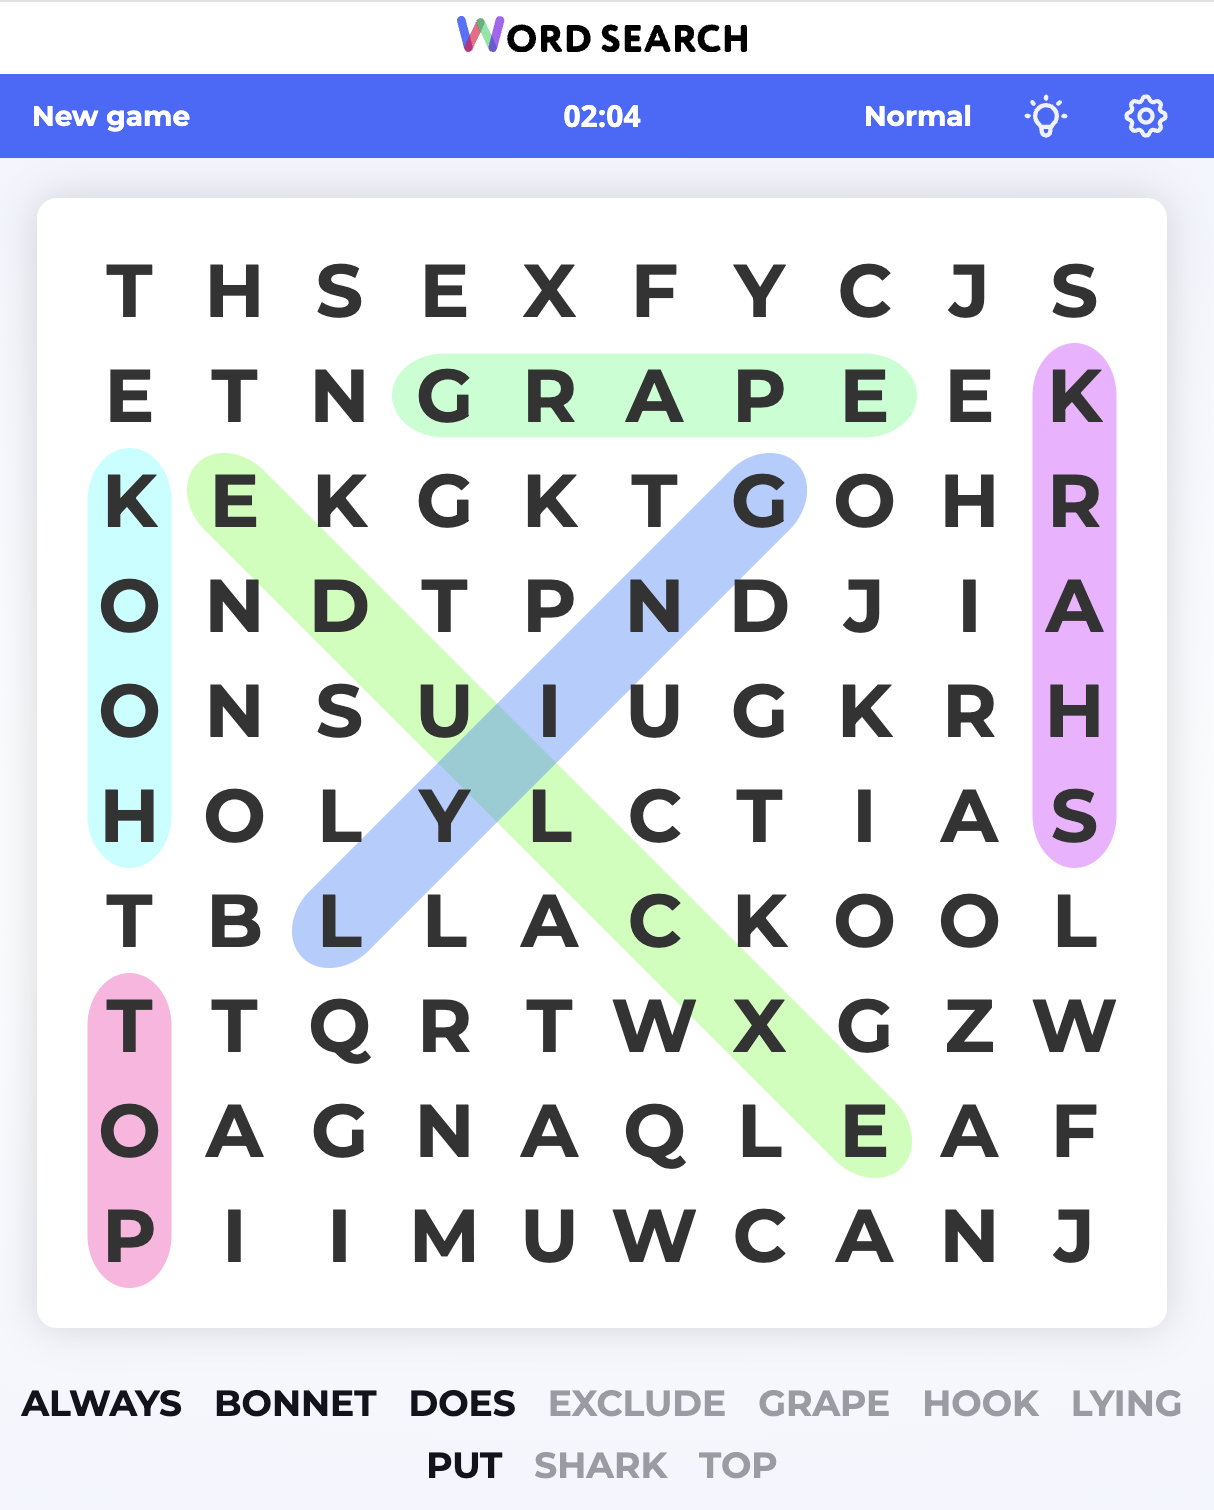 WORD SEARCH
New game 02:04 Normal
T H S E X F Y C J S
E T N G R A P E E K
K E K G K T G O H R
O N D T P N D J I A
O N S U I U G K R H
H O L Y L C T I A S
T B L L A C K O O L
T T Q R T W X G Z W
O A G N A Q L E A F
P I I M U W C A N J
ALWAYS BONNET DOES EXCLUDE GRAPE HOOK LYING
PUT SHARK TOP